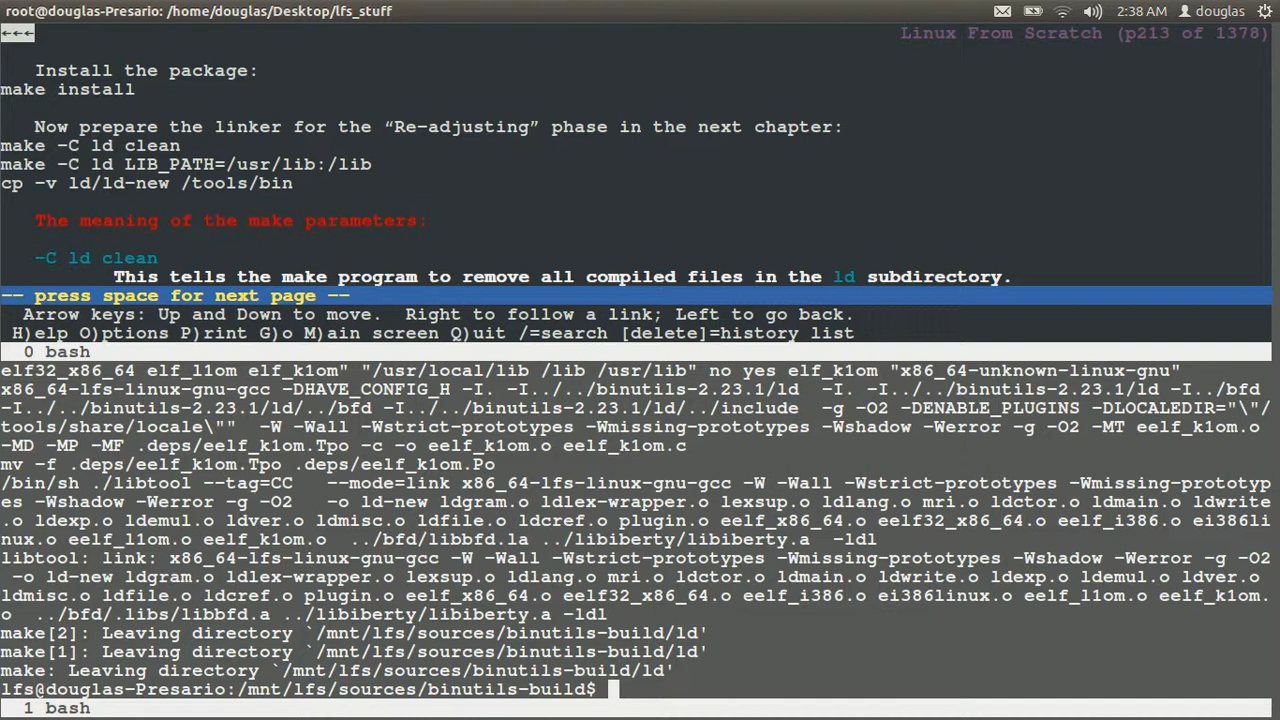 root@douglas-Presario: /home/douglas/Desktop/lfs_stuff 2:38 AM douglas
←←← Linux From Scratch (p213 of 1378)
Install the package:
make install
Now prepare the linker for the “Re-adjusting” phase in the next chapter:
make -C ld clean
make -C ld LIB_PATH=/usr/lib:/lib
cp -v ld/ld-new /tools/bin
The meaning of the make parameters:
-C ld clean
This tells the make program to remove all compiled files in the ld subdirectory.
-- press space for next page --
Arrow keys: Up and Down to move.  Right to follow a link; Left to go back.
H)elp O)ptions P)rint G)o M)ain screen Q)uit /=search [delete]=history list
0 bash
elf32_x86_64 elf_l1om elf_k1om" "/usr/local/lib /lib /usr/lib" no yes elf_k1om "x86_64-unknown-linux-gnu"
x86_64-lfs-linux-gnu-gcc -DHAVE_CONFIG_H -I. -I../../binutils-2.23.1/ld  -I. -I../../binutils-2.23.1/ld -I../bfd
-I../../binutils-2.23.1/ld/../bfd -I../../binutils-2.23.1/ld/../include  -g -O2 -DENABLE_PLUGINS -DLOCALEDIR="\"/
tools/share/locale\""  -W -Wall -Wstrict-prototypes -Wmissing-prototypes -Wshadow -Werror -g -O2 -MT eelf_k1om.o
-MD -MP -MF .deps/eelf_k1om.Tpo -c -o eelf_k1om.o eelf_k1om.c
mv -f .deps/eelf_k1om.Tpo .deps/eelf_k1om.Po
/bin/sh ./libtool --tag=CC   --mode=link x86_64-lfs-linux-gnu-gcc -W -Wall -Wstrict-prototypes -Wmissing-prototyp
es -Wshadow -Werror -g -O2   -o ld-new ldgram.o ldlex-wrapper.o lexsup.o ldlang.o mri.o ldctor.o ldmain.o ldwrite
.o ldexp.o ldemul.o ldver.o ldmisc.o ldfile.o ldcref.o plugin.o eelf_x86_64.o eelf32_x86_64.o eelf_i386.o ei386li
nux.o eelf_l1om.o eelf_k1om.o  ../bfd/libbfd.la ../libiberty/libiberty.a  -ldl
libtool: link: x86_64-lfs-linux-gnu-gcc -W -Wall -Wstrict-prototypes -Wmissing-prototypes -Wshadow -Werror -g -O2
-o ld-new ldgram.o ldlex-wrapper.o lexsup.o ldlang.o mri.o ldctor.o ldmain.o ldwrite.o ldexp.o ldemul.o ldver.o
ldmisc.o ldfile.o ldcref.o plugin.o eelf_x86_64.o eelf32_x86_64.o eelf_i386.o ei386linux.o eelf_l1om.o eelf_k1om.
o  ../bfd/.libs/libbfd.a ../libiberty/libiberty.a -ldl
make[2]: Leaving directory `/mnt/lfs/sources/binutils-build/ld'
make[1]: Leaving directory `/mnt/lfs/sources/binutils-build/ld'
make: Leaving directory `/mnt/lfs/sources/binutils-build/ld'
lfs@douglas-Presario:/mnt/lfs/sources/binutils-build$
1 bash